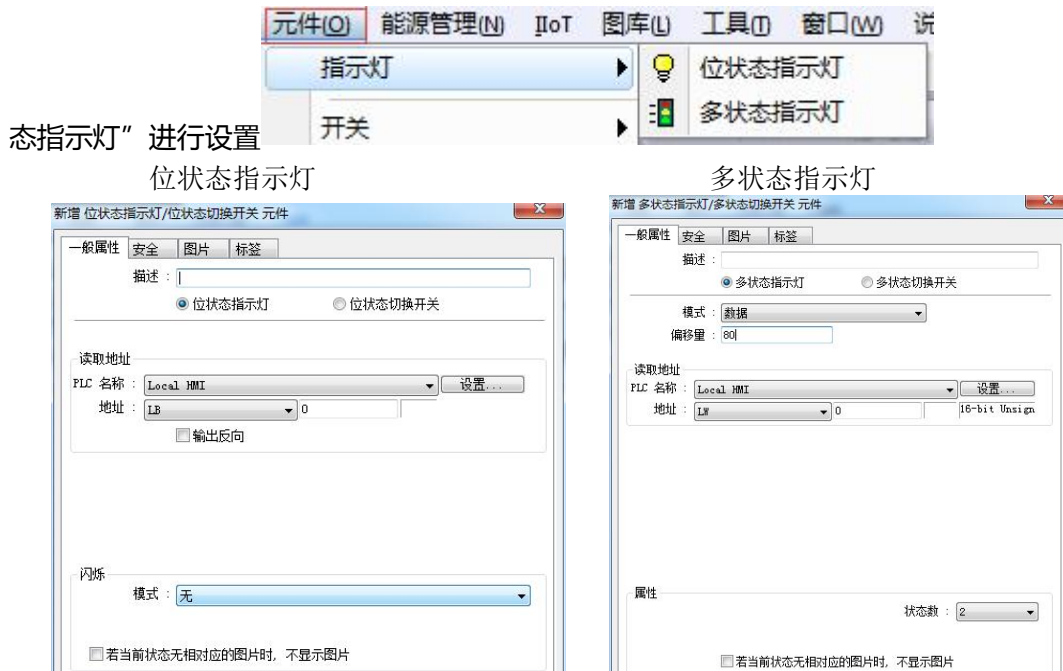 元件(O) 能源管理(N) IIoT 图库(L) 工具(T) 窗口(W) 说
指示灯
位状态指示灯
多状态指示灯
开关
态指示灯”进行设置
位状态指示灯
多状态指示灯
新增 位状态指示灯/位状态切换开关 元件
一般属性 安全 图片 标签
描述 :
位状态指示灯 位状态切换开关
读取地址
PLC 名称 : Local HMI 设置...
地址 : LB 0
输出反向
闪烁
模式 : 无
若当前状态无相对应的图片时, 不显示图片
新增 多状态指示灯/多状态切换开关 元件
一般属性 安全 图片 标签
描述 :
多状态指示灯 多状态切换开关
模式 : 数据
偏移量 : 80
读取地址
PLC 名称 : Local HMI 设置...
地址 : LW 0 16-bit Unsign
属性
状态数 : 2
若当前状态无相对应的图片时, 不显示图片